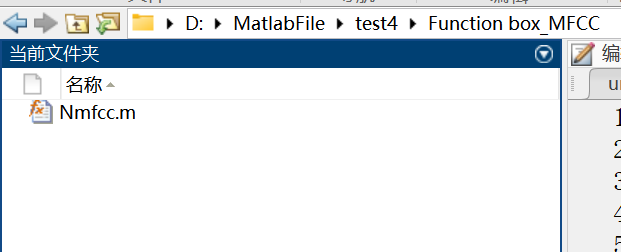 D: MatlabFile test4 Function box_MFCC
当前文件夹
编
名称
Nmfcc.m
1
2
3
4
5